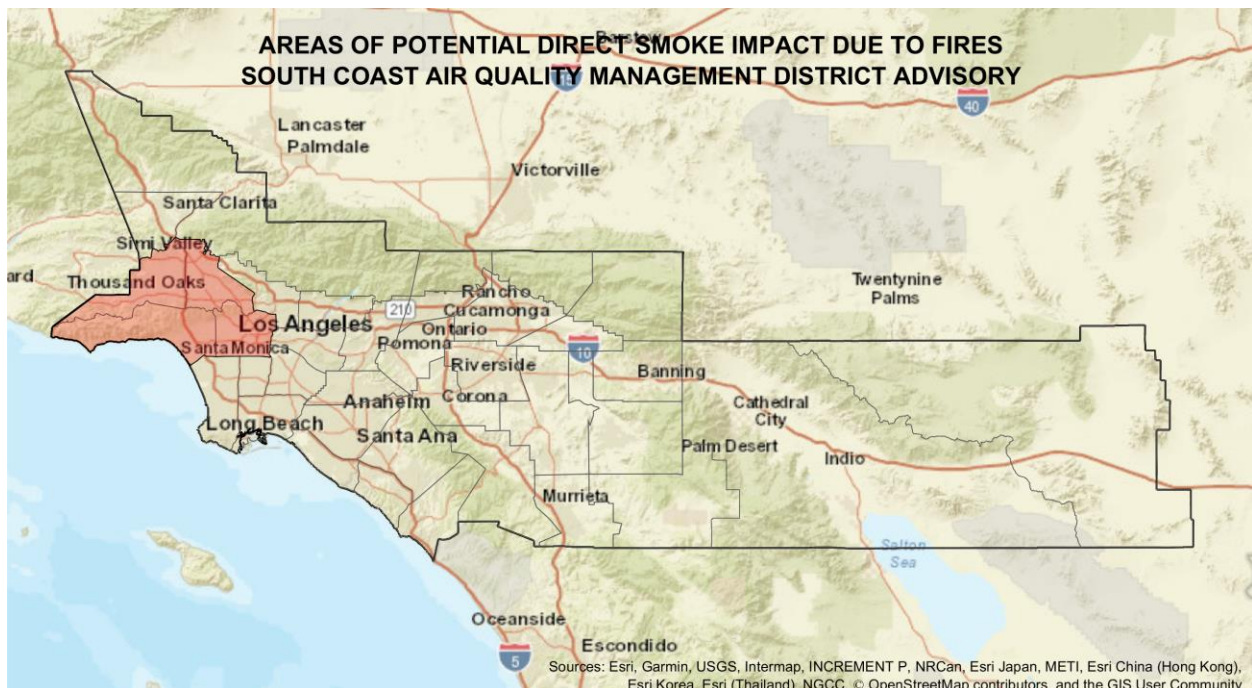 AREAS OF POTENTIAL DIRECT SMOKE IMPACT DUE TO FIRES
SOUTH COAST AIR QUALITY MANAGEMENT DISTRICT ADVISORY
Barstow
15
40
Lancaster
Palmdale
Victorville
Santa Clarita
Simi Valley
Thousand Oaks
ard
Twentynine
Palms
Rancho
Cucamonga
210
Los Angeles
Ontario
Pomona
Santa Monica
10
Riverside
Banning
Anaheim
Corona
Cathedral
City
Long Beach
Santa Ana
Palm Desert
Indio
Murrieta
Salton
Sea
Oceanside
Escondido
5
Sources: Esri, Garmin, USGS, Intermap, INCREMENT P, NRCan, Esri Japan, METI, Esri China (Hong Kong),
Esri Korea, Esri (Thailand), NGCC, © OpenStreetMap contributors, and the GIS User Community